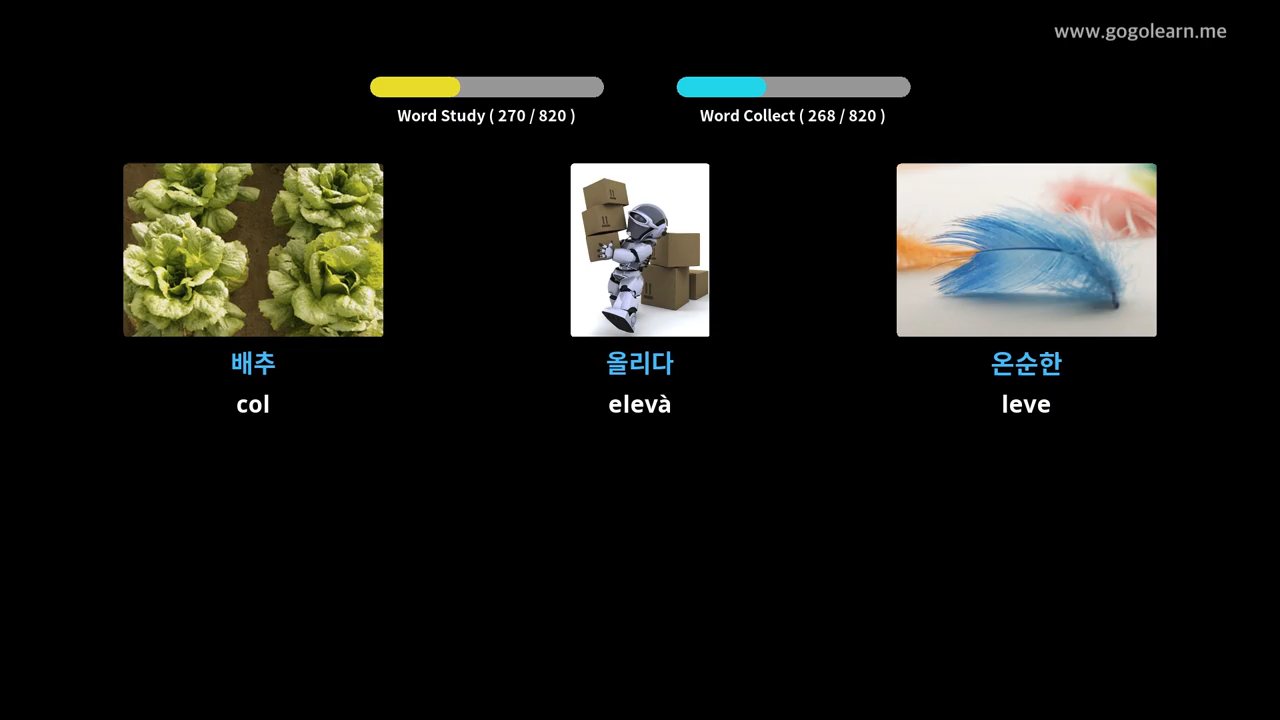 www.gogolearn.me
Word Study ( 270 / 820 )
Word Collect ( 268 / 820 )
배추
올리다
온순한
col
elevà
leve